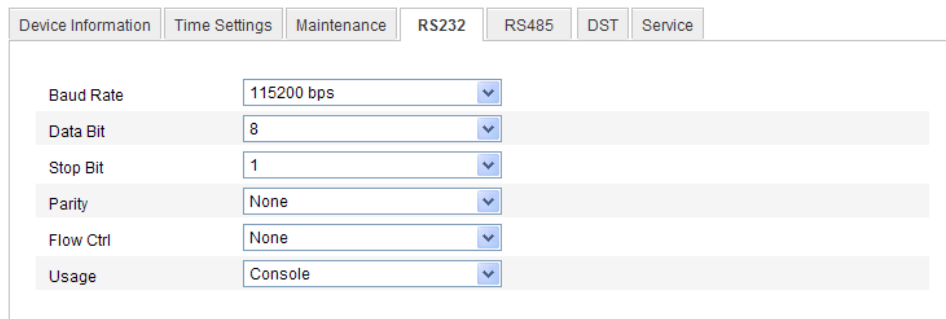 Device Information Time Settings Maintenance RS232 RS485 DST Service
Baud Rate 115200 bps
Data Bit 8
Stop Bit 1
Parity None
Flow Ctrl None
Usage Console